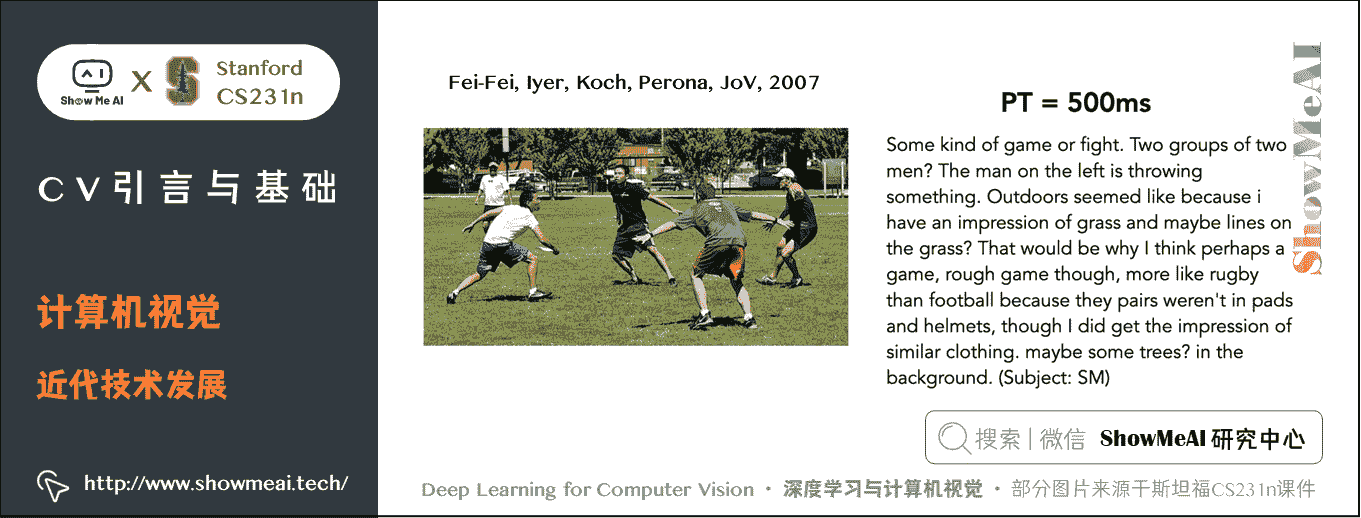 Show Me AI
X
Stanford
CS231n
CV引言与基础
计算机视觉
近代技术发展
http://www.showmeai.tech/
Fei-Fei, Iyer, Koch, Perona, JoV, 2007
PT = 500ms
Some kind of game or fight. Two groups of two
men? The man on the left is throwing
something. Outdoors seemed like because i
have an impression of grass and maybe lines on
the grass? That would be why I think perhaps a
game, rough game though, more like rugby
than football because they pairs weren't in pads
and helmets, though I did get the impression of
similar clothing. maybe some trees? in the
background. (Subject: SM)
ShowMeAI
搜索 | 微信 ShowMeAI 研究中心
Deep Learning for Computer Vision • 深度学习与计算机视觉 • 部分图片来源于斯坦福CS231n课件